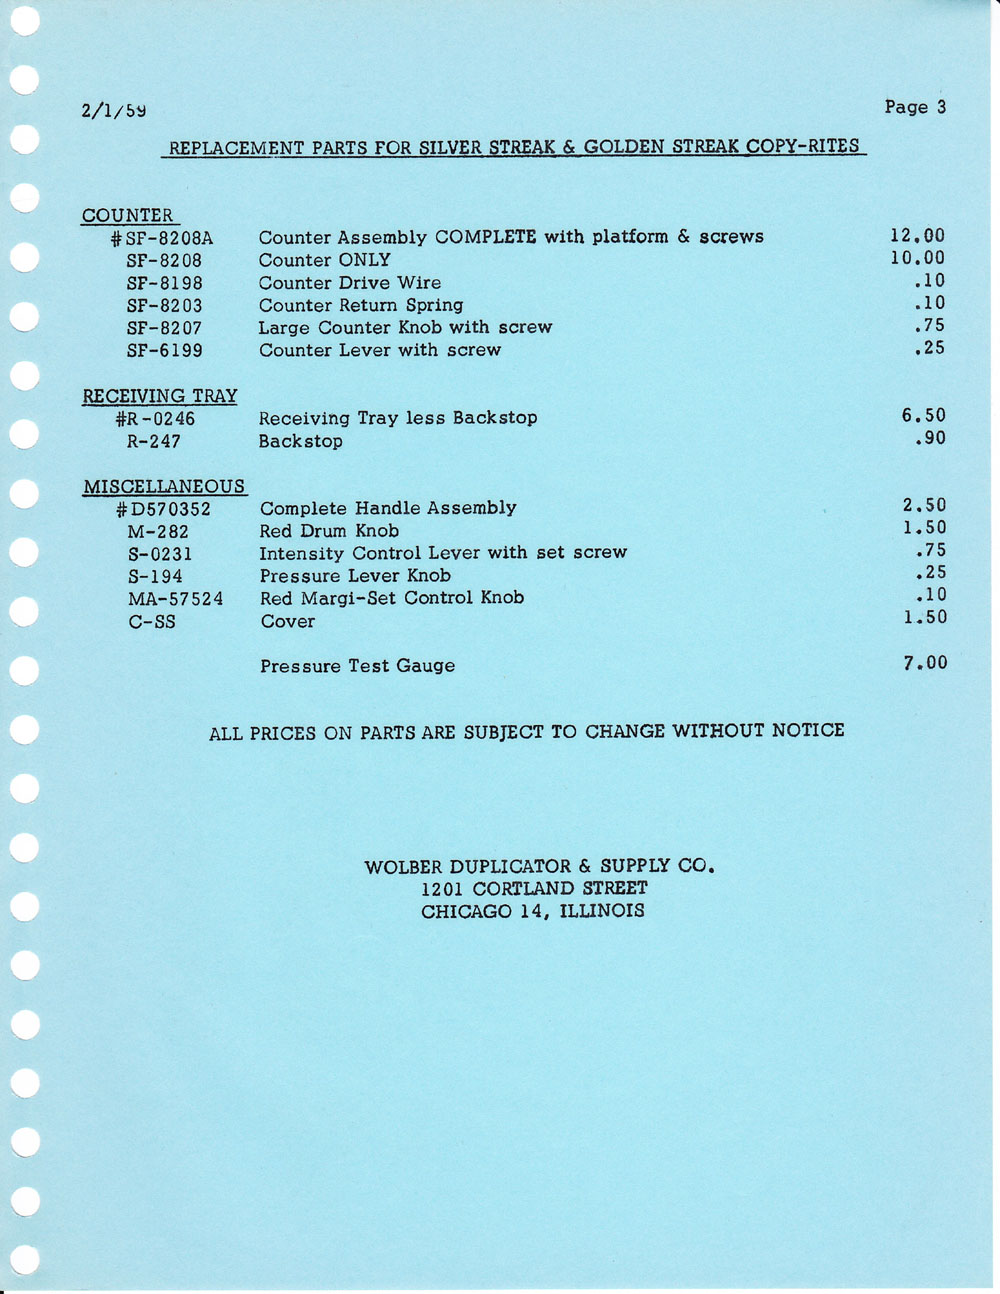 2/1/59 Page 3
REPLACEMENT PARTS FOR SILVER STREAK & GOLDEN STREAK COPY-RITES
COUNTER
#SF-8208A Counter Assembly COMPLETE with platform & screws 12.00
SF-8208 Counter ONLY 10.00
SF-8198 Counter Drive Wire .10
SF-8203 Counter Return Spring .10
SF-8207 Large Counter Knob with screw .75
SF-6199 Counter Lever with screw .25
RECEIVING TRAY
#R-0246 Receiving Tray less Backstop 6.50
R-247 Backstop .90
MISCELLANEOUS
#D570352 Complete Handle Assembly 2.50
M-282 Red Drum Knob 1.50
S-0231 Intensity Control Lever with set screw .75
S-194 Pressure Lever Knob .25
MA-57524 Red Margi-Set Control Knob .10
C-SS Cover 1.50
Pressure Test Gauge 7.00
ALL PRICES ON PARTS ARE SUBJECT TO CHANGE WITHOUT NOTICE
WOLBER DUPLICATOR & SUPPLY CO.
1201 CORTLAND STREET
CHICAGO 14, ILLINOIS